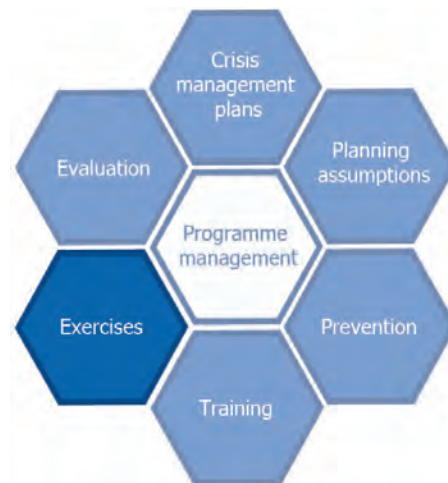 Crisis
management
plans
Planning
assumptions
Prevention
Training
Exercises
Evaluation
Programme
management